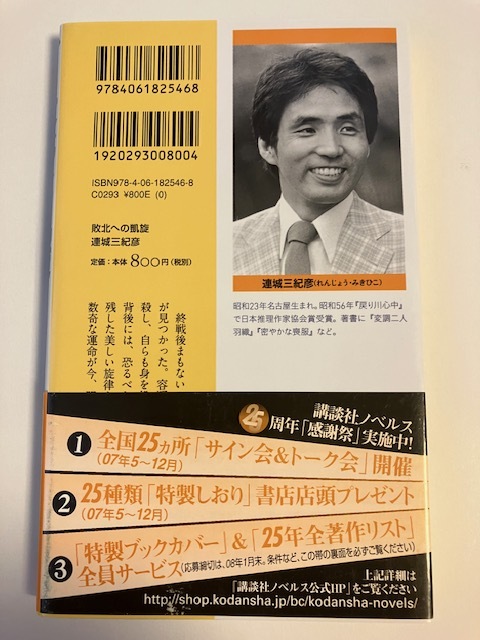 9784061825468
1920293008004
ISBN978-4-06-182546-8
C0293 ¥800E (0)
敗北への凱旋
連城三紀彦
定価：本体800円（税別）
連城三紀彦（れんじょう・みきひこ）
昭和23年名古屋生まれ。昭和56年『戻り川心中』
で日本推理作家協会賞受賞。著書に『変調二人
羽織』『密やかな喪服』など。
終戦後まもない
が見つかった。容
殺し、自らも身を
背後には、恐るべ
残した美しい旋律
数奇な運命が今、
講談社ノベルス
25周年「感謝祭」実施中!
1 全国25ヵ所「サイン会&トーク会」開催
（07年5～12月）
2 25種類「特製しおり」書店店頭プレゼント
（07年5～12月）
3 「特製ブックカバー」&「25年全著作リスト」
全員サービス（応募締切は、08年1月末。条件など、この帯の裏面を必ずご覧ください）
上記詳細は
「講談社ノベルス公式HP」をご覧ください
http://shop.kodansha.jp/bc/kodansha-novels/